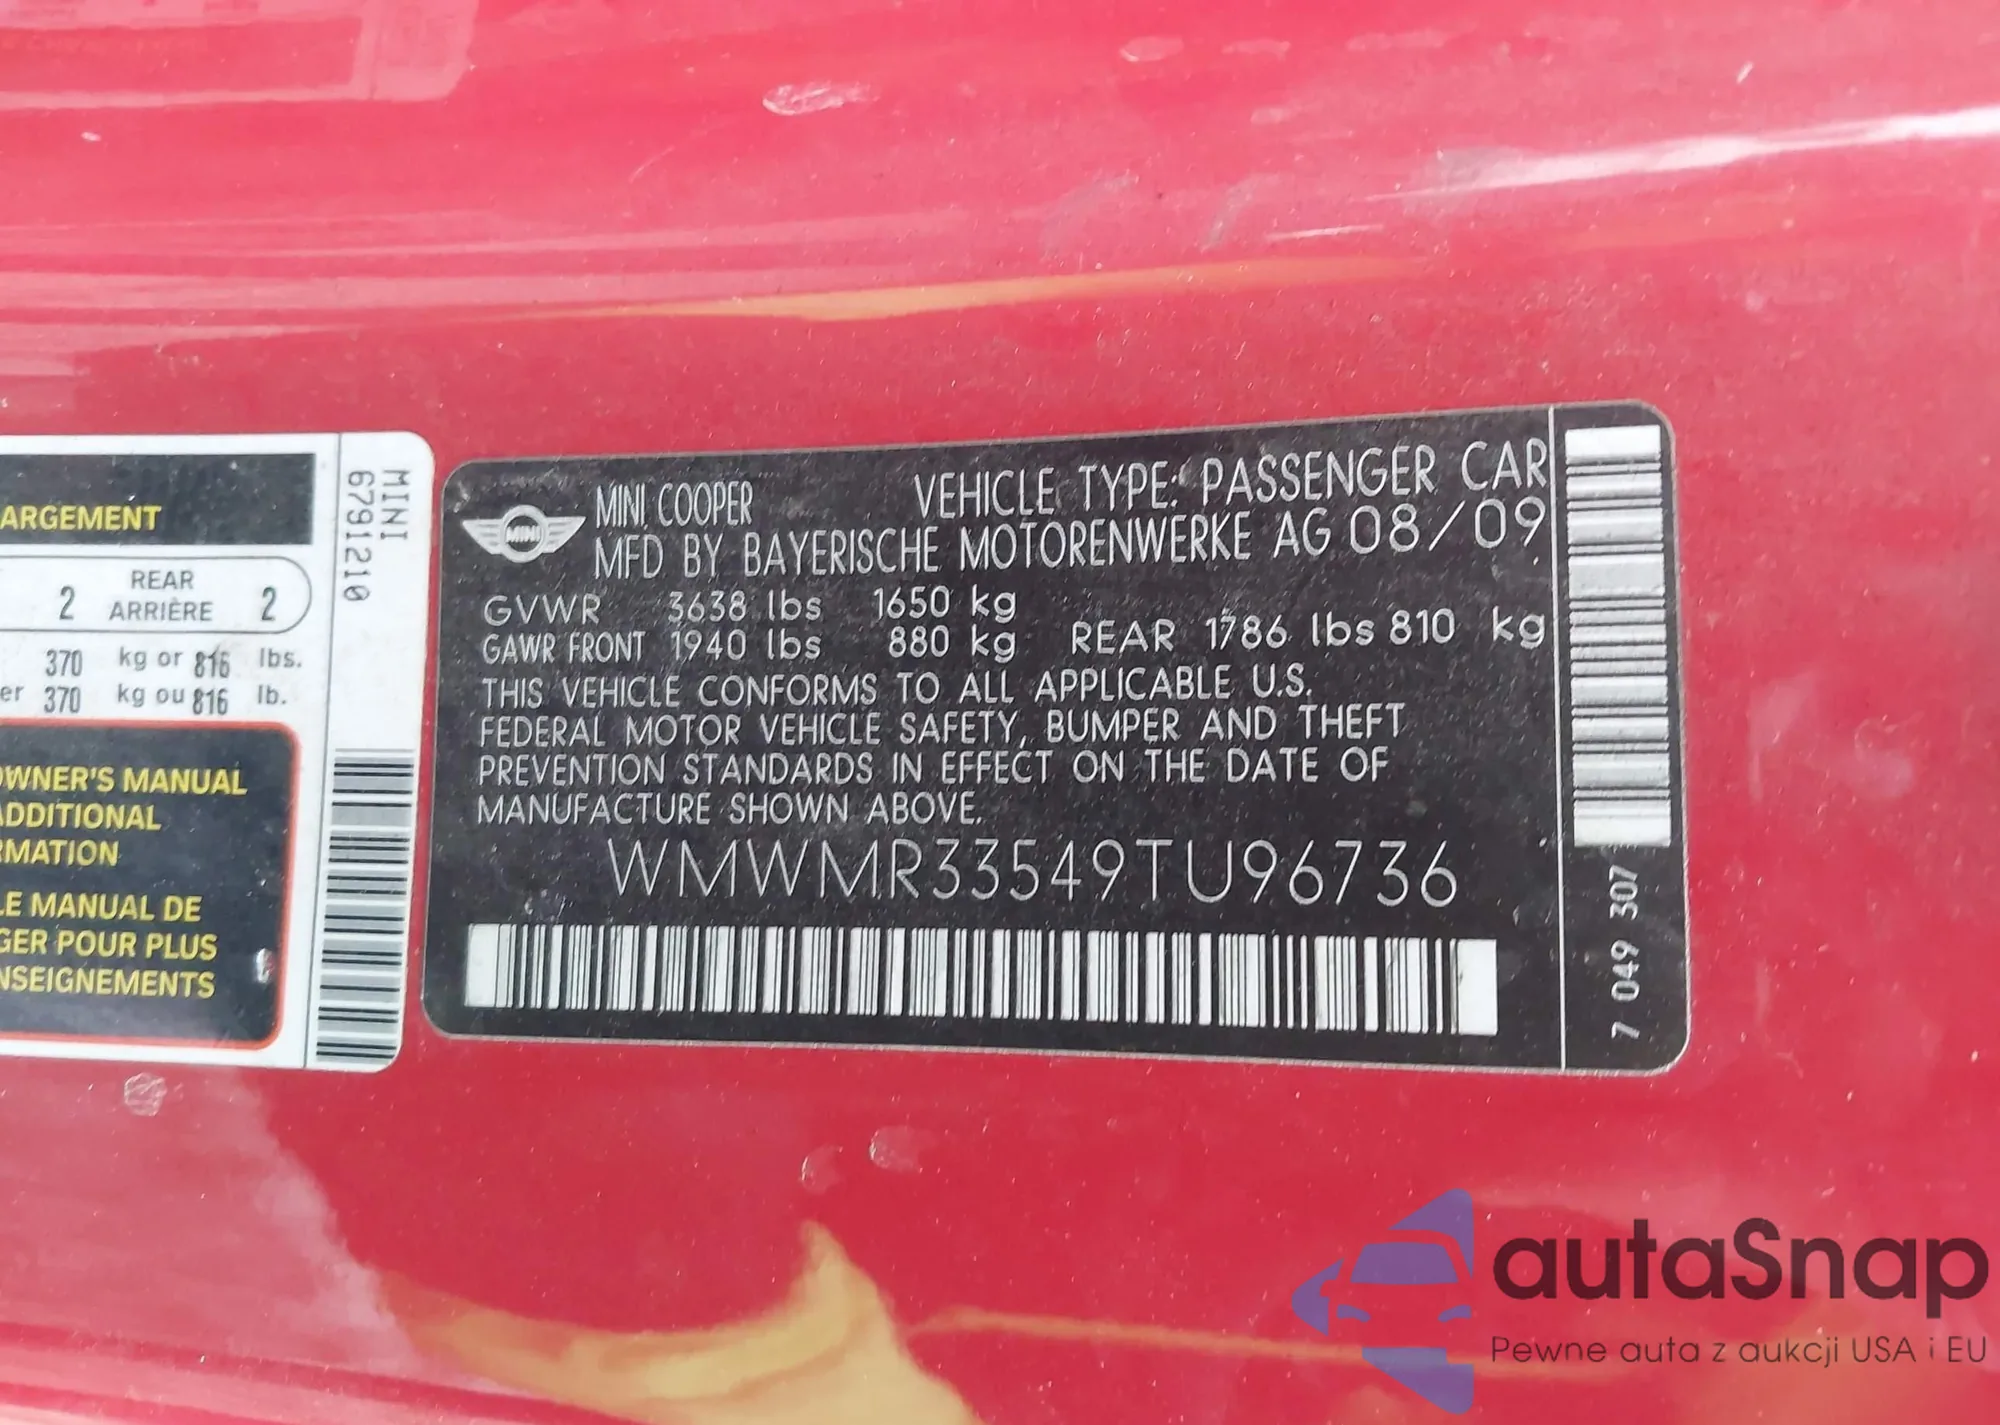 ARGEMENT
2 REAR
ARRIÈRE 2
370 kg or 816 lbs.
er 370 kg ou 816 lb.
OWNER'S MANUAL
ADDITIONAL
RMATION
LE MANUAL DE
GER POUR PLUS
NSEIGNEMENTS
MINI
6791210
MINI
MINI COOPER VEHICLE TYPE: PASSENGER CAR
MFD BY BAYERISCHE MOTORENWERKE AG 08/09
GVWR 3638 lbs 1650 kg
GAWR FRONT 1940 lbs 880 kg REAR 1786 lbs 810 kg
THIS VEHICLE CONFORMS TO ALL APPLICABLE U.S.
FEDERAL MOTOR VEHICLE SAFETY, BUMPER AND THEFT
PREVENTION STANDARDS IN EFFECT ON THE DATE OF
MANUFACTURE SHOWN ABOVE.
WMWMR33549TU96736
7 049 307
autaSnap
Pewne auta z aukcji USA i EU